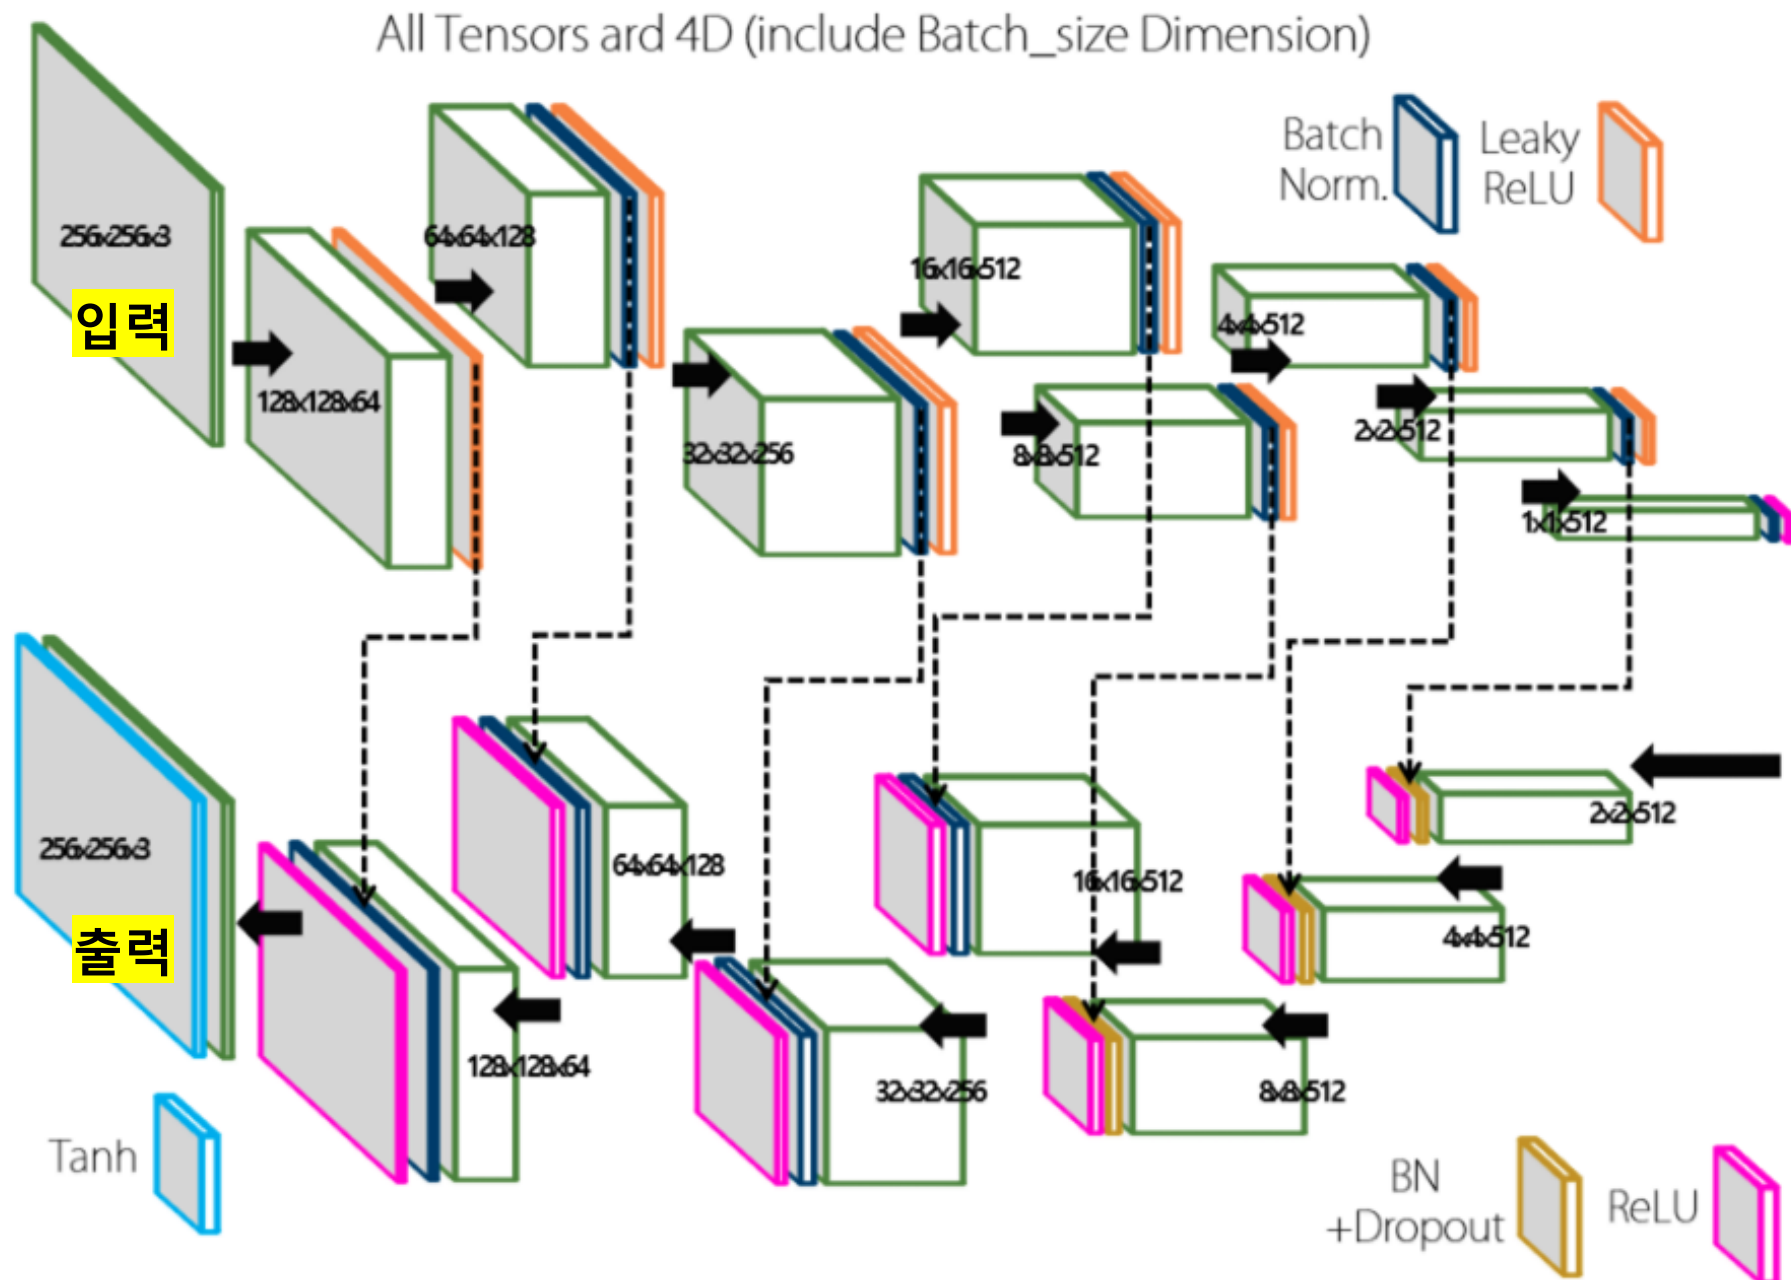 All Tensors ard 4D (include Batch_size Dimension)
Batch
Norm.
Leaky
ReLU
256x256x3
입력
128x128x64
64x64x128
32x32x256
16x16x512
8x8x512
4x4x512
2x2x512
1x1x512
2x2x512
4x4x512
8x8x512
16x16x512
32x32x256
64x64x128
128x128x64
256x256x3
출력
Tanh
BN
+Dropout
ReLU